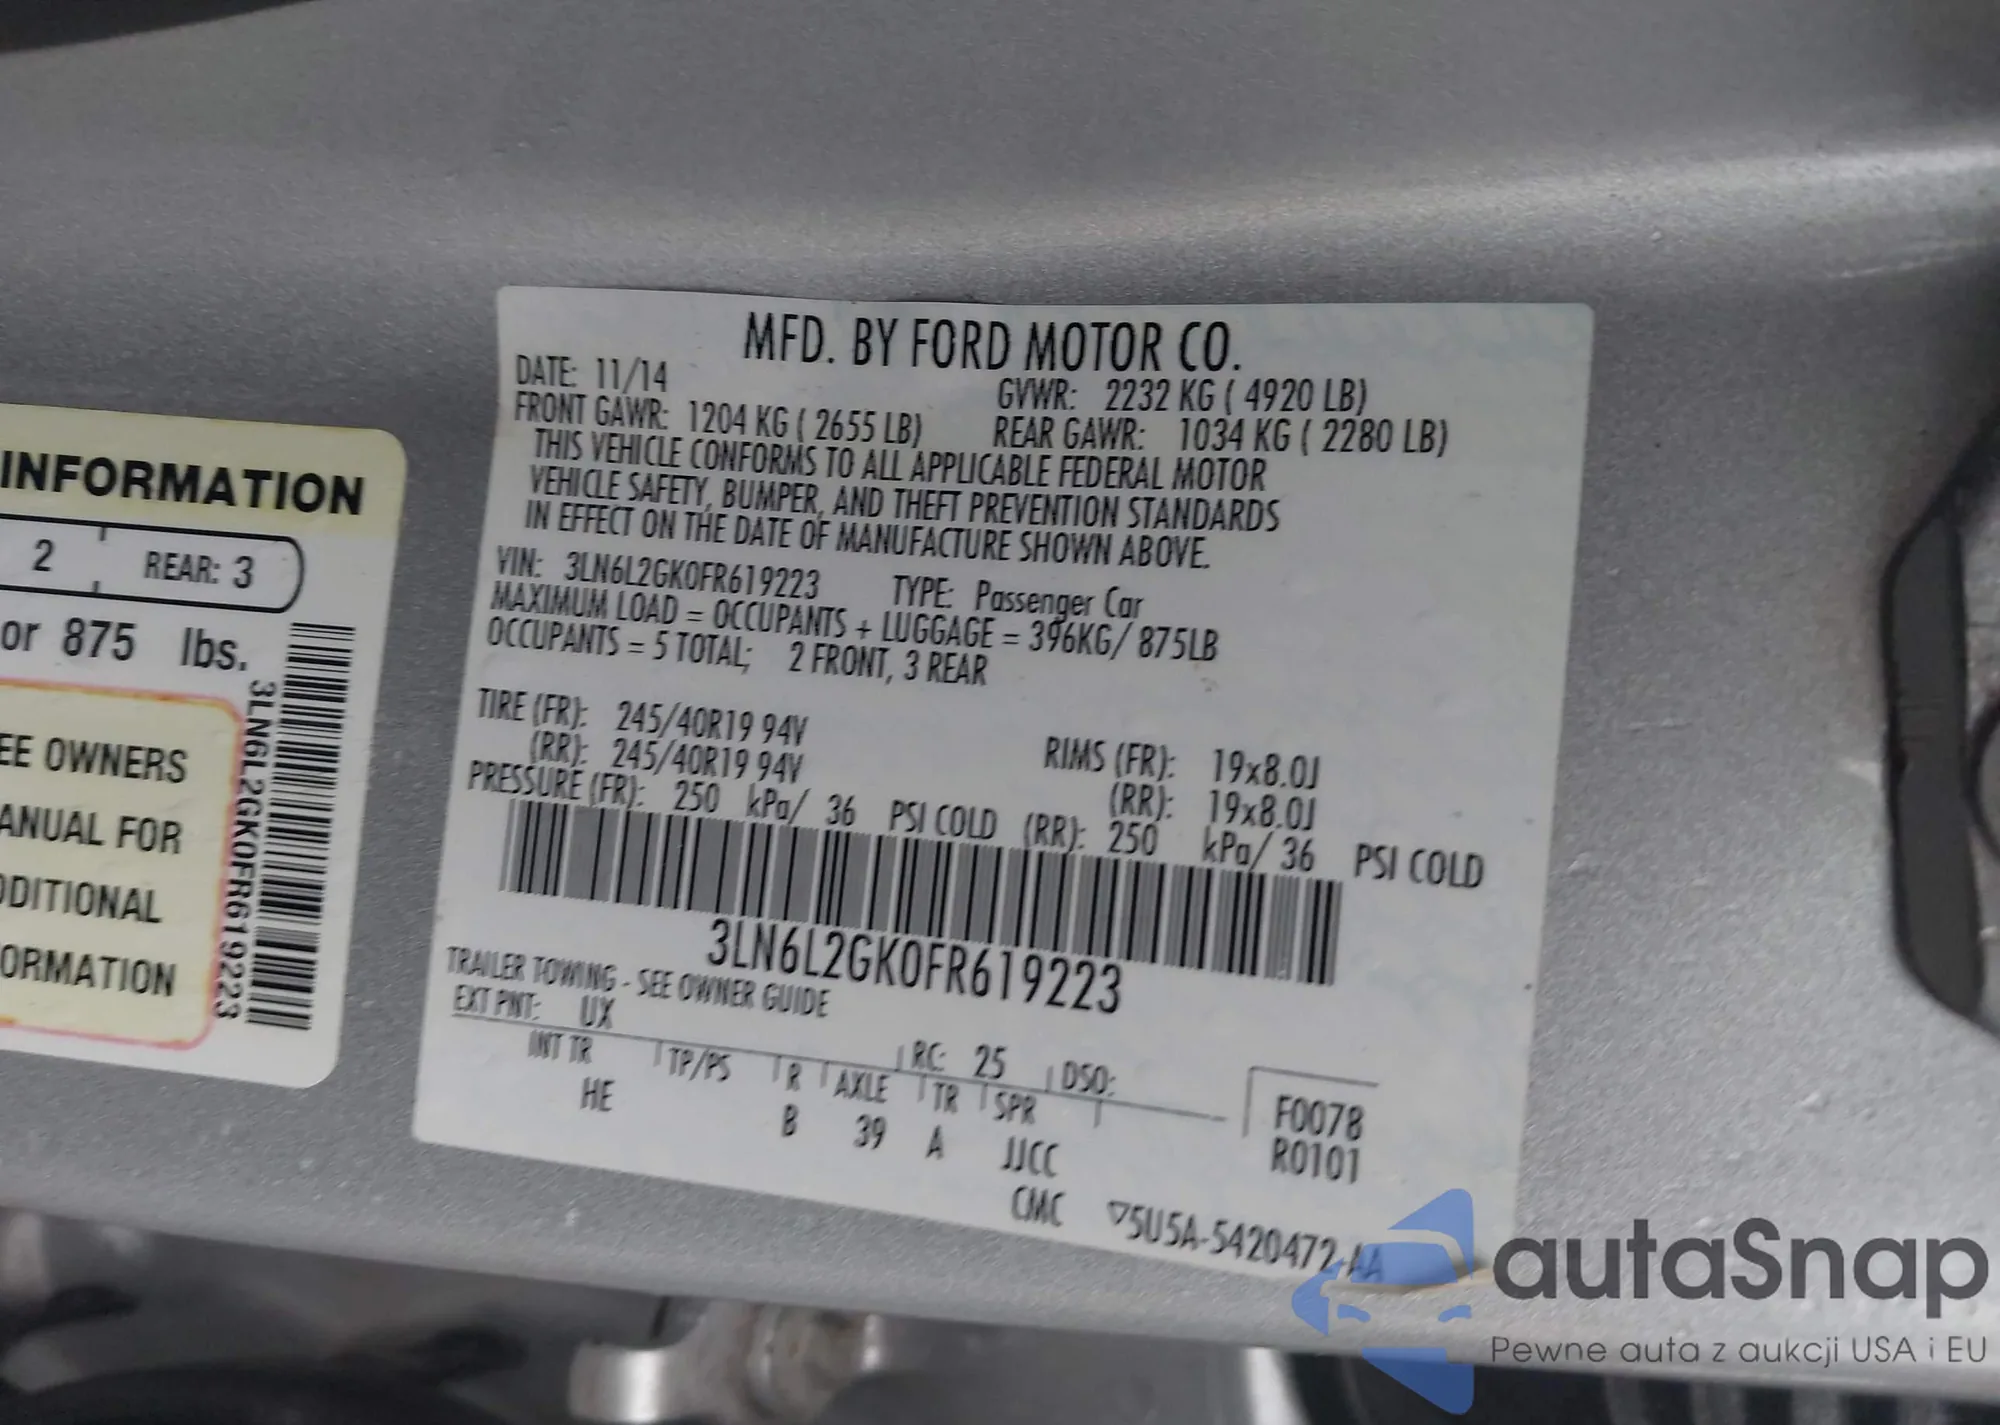 MFD. BY FORD MOTOR CO.
DATE: 11/14 GVWR: 2232 KG ( 4920 LB)
FRONT GAWR: 1204 KG ( 2655 LB) REAR GAWR: 1034 KG ( 2280 LB)
THIS VEHICLE CONFORMS TO ALL APPLICABLE FEDERAL MOTOR
VEHICLE SAFETY, BUMPER, AND THEFT PREVENTION STANDARDS
IN EFFECT ON THE DATE OF MANUFACTURE SHOWN ABOVE.
VIN: 3LN6L2GK0FR619223 TYPE: Passenger Car
MAXIMUM LOAD = OCCUPANTS + LUGGAGE = 396KG/ 875LB
OCCUPANTS = 5 TOTAL; 2 FRONT, 3 REAR
TIRE (FR): 245/40R19 94V RIMS (FR): 19x8.0J
(RR): 245/40R19 94V (RR): 19x8.0J
PRESSURE (FR): 250 kPa/ 36 PSI COLD (RR): 250 kPa/ 36 PSI COLD
3LN6L2GK0FR619223
TRAILER TOWING - SEE OWNER GUIDE
EXT PNT: UX RC: 25 DSO:
INT TR TP/PS R AXLE TR SPR F0078
HE B 39 A JJCC R0101
CMC ▽5U5A-5420472-AA
INFORMATION
2 REAR: 3
or 875 lbs.
EE OWNERS
ANUAL FOR
DDITIONAL
ORMATION
3LN6L2GK0FR619223
autaSnap
Pewne auta z aukcji USA i EU